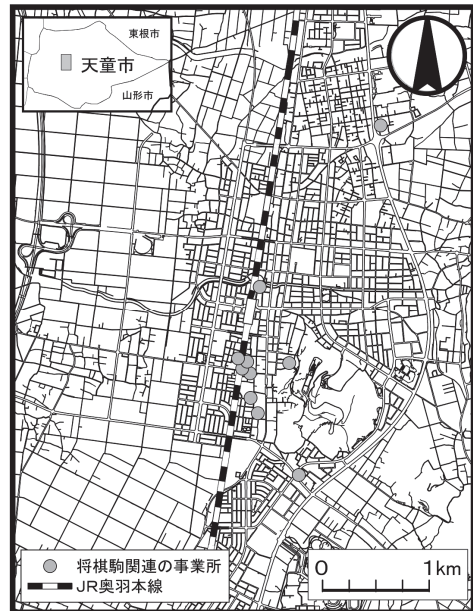 東根市
天童市
山形市
将棋駒関連の事業所
JR奥羽本線
0 1km